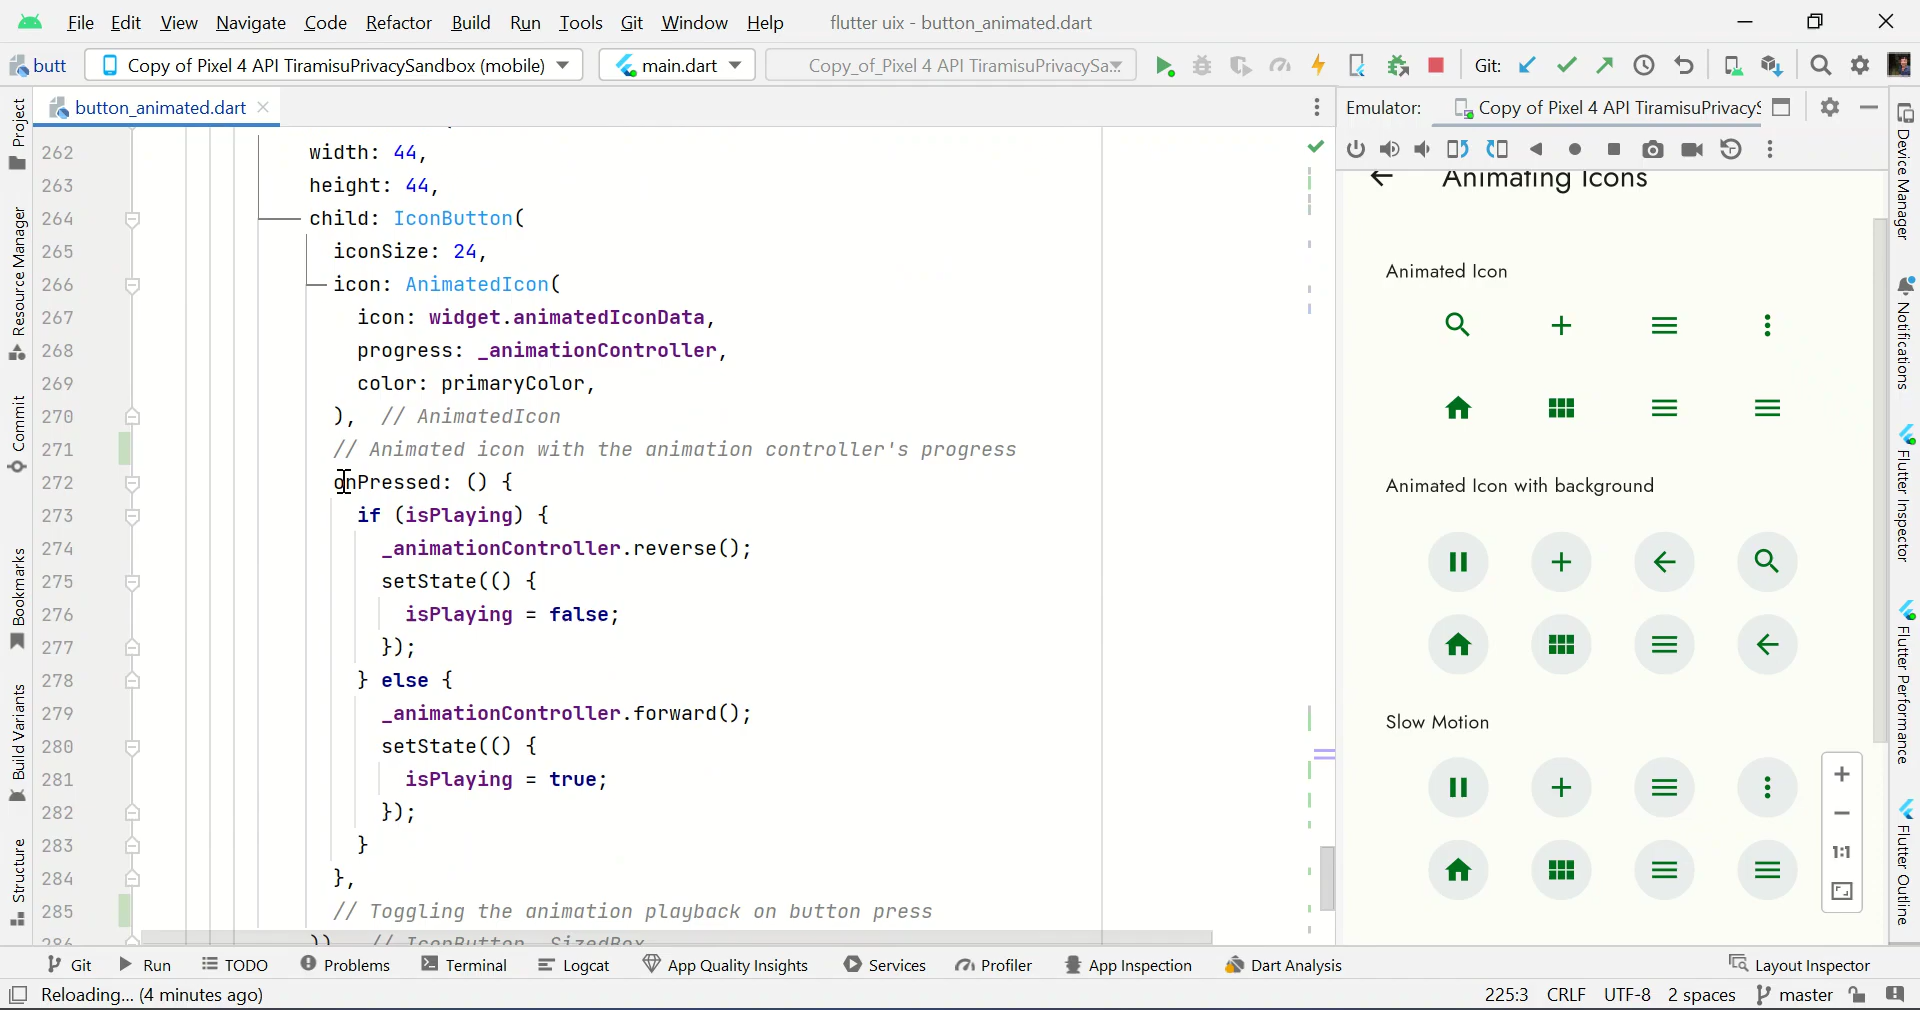 File Edit View Navigate Code Refactor Build Run Tools Git Window Help flutter uix - button_animated.dart
butt Copy of Pixel 4 API TiramisuPrivacySandbox (mobile) main.dart Copy_of_Pixel 4 API TiramisuPrivacySa... Git:
button_animated.dart
Emulator: Copy of Pixel 4 API TiramisuPrivacyS
Project
Resource Manager
Commit
Bookmarks
Build Variants
Structure
262 width: 44,
263 height: 44,
264 child: IconButton(
265 iconSize: 24,
266 icon: AnimatedIcon(
267 icon: widget.animatedIconData,
268 progress: _animationController,
269 color: primaryColor,
270 ), // AnimatedIcon
271 // Animated icon with the animation controller's progress
272 onPressed: () {
273 if (isPlaying) {
274 _animationController.reverse();
275 setState(() {
276 isPlaying = false;
277 });
278 } else {
279 _animationController.forward();
280 setState(() {
281 isPlaying = true;
282 });
283 }
284 },
285 // Toggling the animation playback on button press
286 )), // IconButton, SizedBox
Animating Icons
Animated Icon
Animated Icon with background
Slow Motion
1:1
Device Manager
Notifications
Flutter Inspector
Flutter Performance
Flutter Outline
Git Run TODO Problems Terminal Logcat App Quality Insights Services Profiler App Inspection Dart Analysis Layout Inspector
Reloading... (4 minutes ago) 225:3 CRLF UTF-8 2 spaces master